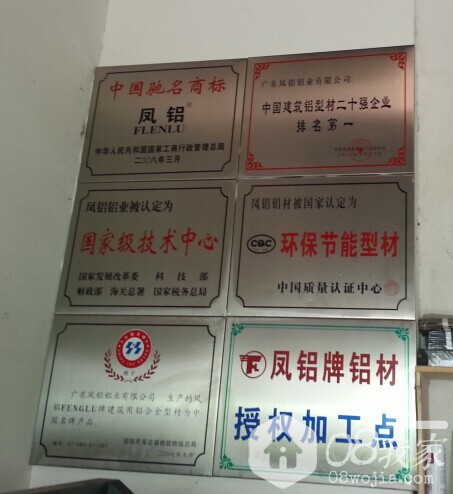 中国驰名商标
凤铝®
FLENLU
中华人民共和国国家工商行政管理总局
二〇〇八年三月
广东凤铝铝业有限公司:
中国建筑铝型材二十强企业
排名第一
凤铝铝业被认定为
国家级技术中心
国家发展改革委 科技部
财政部 海关总署 国家税务总局
凤铝铝材被国家认定为
CQC 环保节能型材
中国质量认证中心
广东凤铝铝业有限公司 生产的凤
铝FENGLU牌建筑用铝合金型材为中
国名牌产品。
凤铝牌铝材
授权加工点
08我家
08wojia.com